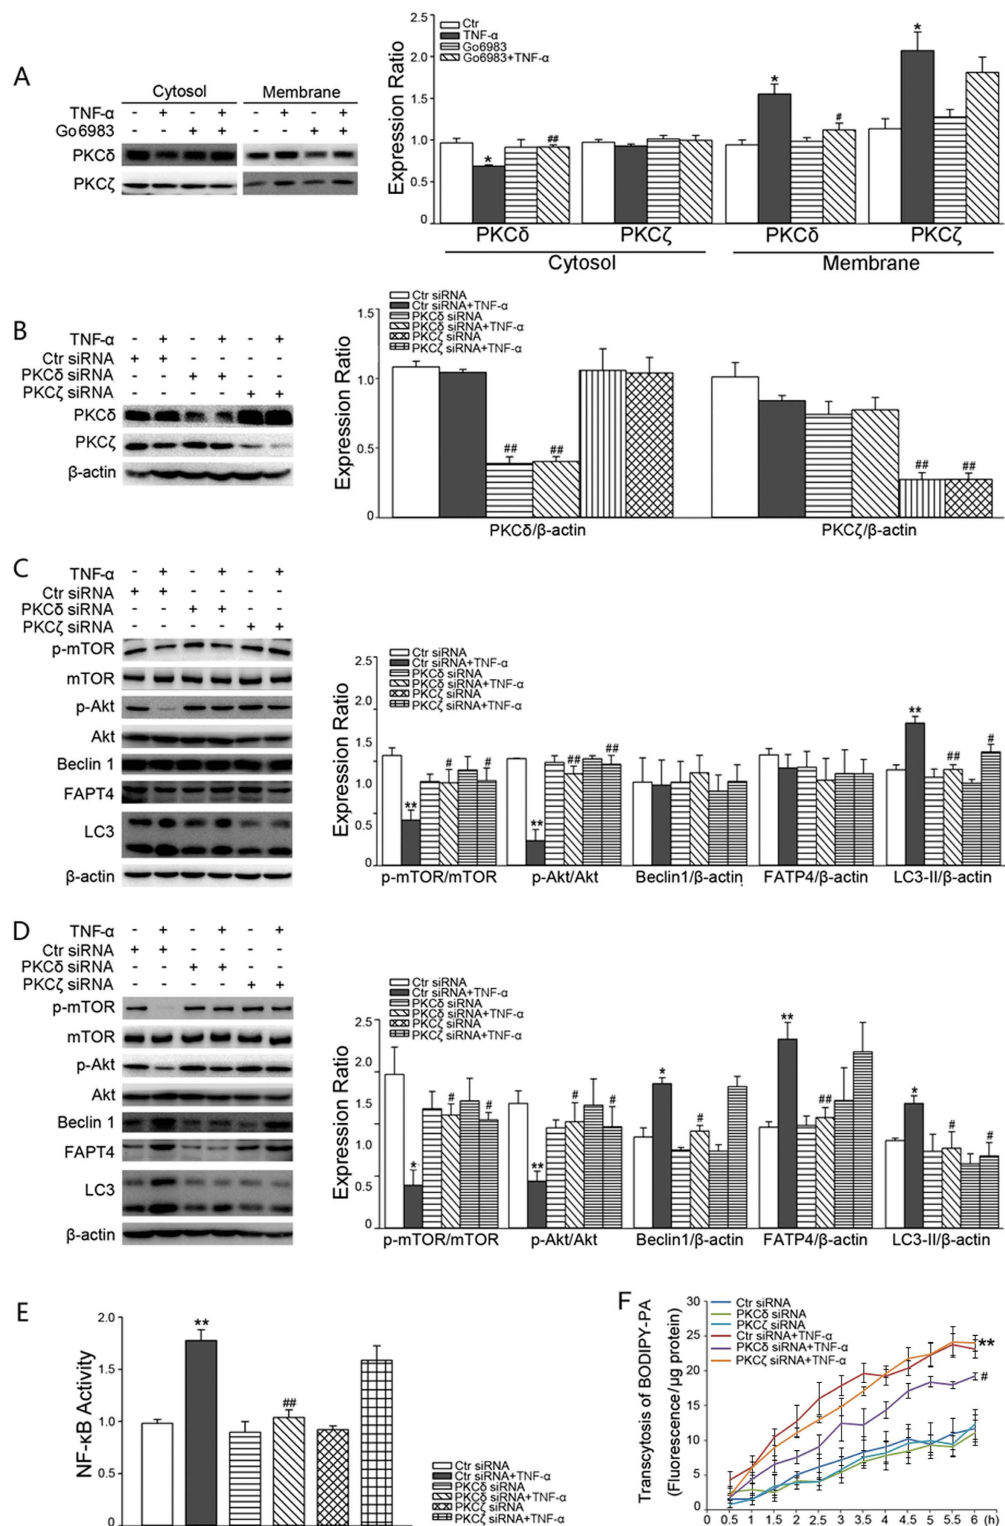 A
Cytosol Membrane
TNF-α - + - + - + - +
Go6983 - - + + - - + +
PKCδ
PKCζ
Expression Ratio
2.5
2.0
1.5
1.0
0.5
0
Ctr
TNF-α
Go6983
Go6983+TNF-α
* ## * # *
PKCδ PKCζ PKCδ PKCζ
Cytosol Membrane
B
TNF-α - + - + - +
Ctr siRNA + + - - - -
PKCδ siRNA - - + + - -
PKCζ siRNA - - - - + +
PKCδ
PKCζ
β-actin
Expression Ratio
1.5
1.0
0.5
0
Ctr siRNA
Ctr siRNA+TNF-α
PKCδ siRNA
PKCδ siRNA+TNF-α
PKCζ siRNA
PKCζ siRNA+TNF-α
## ## ## ##
PKCδ/β-actin PKCζ/β-actin
C
TNF-α - + - + - +
Ctr siRNA + + - - - -
PKCδ siRNA - - + + - -
PKCζ siRNA - - - - + +
p-mTOR
mTOR
p-Akt
Akt
Beclin 1
FAPT4
LC3
β-actin
Expression Ratio
2.5
2.0
1.5
1.0
0.5
0
Ctr siRNA
Ctr siRNA+TNF-α
PKCδ siRNA
PKCδ siRNA+TNF-α
PKCζ siRNA
PKCζ siRNA+TNF-α
** # # ** ## ## ** ## #
p-mTOR/mTOR p-Akt/Akt Beclin1/β-actin FATP4/β-actin LC3-II/β-actin
D
TNF-α - + - + - +
Ctr siRNA + + - - - -
PKCδ siRNA - - + + - -
PKCζ siRNA - - - - + +
p-mTOR
mTOR
p-Akt
Akt
Beclin 1
FAPT4
LC3
β-actin
Expression Ratio
2.5
2.0
1.5
1.0
0.5
0
Ctr siRNA
Ctr siRNA+TNF-α
PKCδ siRNA
PKCδ siRNA+TNF-α
PKCζ siRNA
PKCζ siRNA+TNF-α
* # # ** # # * # ** ## * # #
p-mTOR/mTOR p-Akt/Akt Beclin1/β-actin FATP4/β-actin LC3-II/β-actin
E
NF-κB Activity
2.0
1.5
1.0
0.5
0
** ##
Ctr siRNA
Ctr siRNA+TNF-α
PKCδ siRNA
PKCδ siRNA+TNF-α
PKCζ siRNA
PKCζ siRNA+TNF-α
F
Transcytosis of BODIPY-PA
(Fluorescence/μg protein)
30
25
20
15
10
5
0
Ctr siRNA
PKCδ siRNA
PKCζ siRNA
Ctr siRNA+TNF-α
PKCδ siRNA+TNF-α
PKCζ siRNA+TNF-α
**
#
0.5 1 1.5 2 2.5 3 3.5 4 4.5 5 5.5 6 (h)